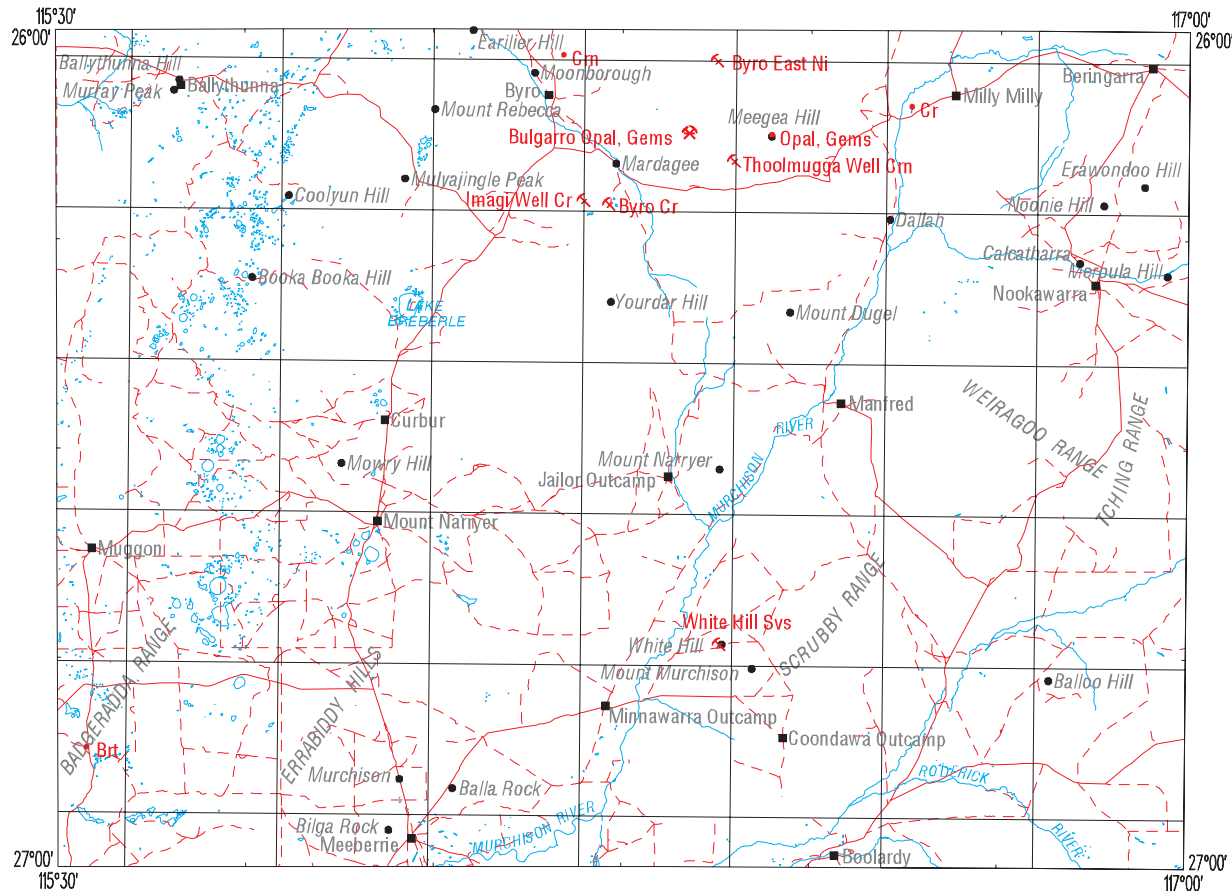 115°30'
117°00'
26°00'
26°00'
Earilier Hill
Crn
Byro East Ni
Ballythunna Hill
Ballythunna
Murray Peak
Moonborough
Byro
Beringarra
Milly Milly
Cr
Mount Rebecca
Meegea Hill
Bulgarro Opal, Gems
Opal, Gems
Mardagee
Thoolmugga Well Crn
Erawondoo Hill
Mulyajingle Peak
Coolyun Hill
Imagi Well Cr
Byro Cr
Noonie Hill
Dallah
Calcatharra
Merbula Hill
Booka Booka Hill
Nookawarra
LAKE
BREBERLE
Yourdar Hill
Mount Dugel
WEIRAGOO RANGE
TCHING RANGE
Manfred
Curbur
MURCHISON RIVER
Mowry Hill
Mount Narryer
Jailor Outcamp
Mount Narryer
Muggon
SCRUBBY RANGE
White Hill Svs
White Hill
Mount Murchison
BADGERADDA RANGE
ERRABIDDY HILLS
Balloo Hill
Minnawarra Outcamp
Coondawa Outcamp
Brt
Murchison
Balla Rock
RODERICK
RIVER
MURCHISON RIVER
Bilga Rock
Meeberrie
Boolardy
27°00'
27°00'
115°30'
117°00'